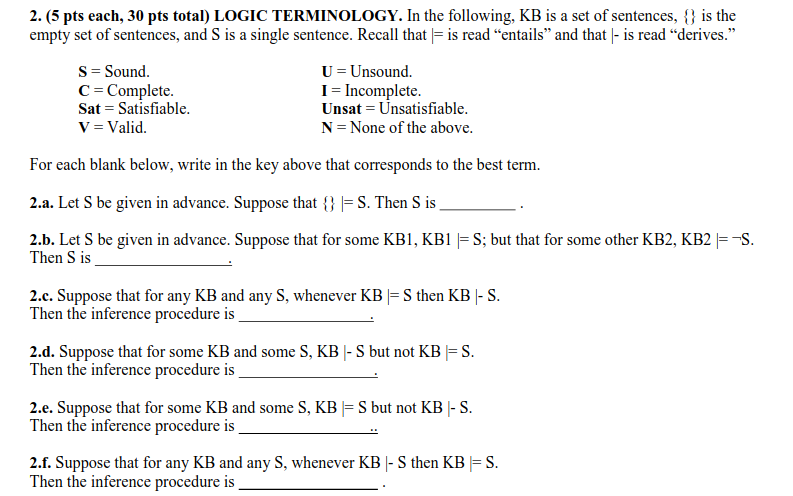 2. (5 pts each, 30 pts total) LOGIC TERMINOLOGY. In the following, KB is a set of sentences, {} is the
empty set of sentences, and S is a single sentence. Recall that |= is read “entails” and that |- is read “derives.”
S = Sound. U = Unsound.
C = Complete. I = Incomplete.
Sat = Satisfiable. Unsat = Unsatisfiable.
V = Valid. N = None of the above.
For each blank below, write in the key above that corresponds to the best term.
2.a. Let S be given in advance. Suppose that {} |= S. Then S is __________ .
2.b. Let S be given in advance. Suppose that for some KB1, KB1 |= S; but that for some other KB2, KB2 |= ¬S.
Then S is _________________.
2.c. Suppose that for any KB and any S, whenever KB |= S then KB |- S.
Then the inference procedure is _________________.
2.d. Suppose that for some KB and some S, KB |- S but not KB |= S.
Then the inference procedure is _________________.
2.e. Suppose that for some KB and some S, KB |= S but not KB |- S.
Then the inference procedure is _________________..
2.f. Suppose that for any KB and any S, whenever KB |- S then KB |= S.
Then the inference procedure is __________________ .